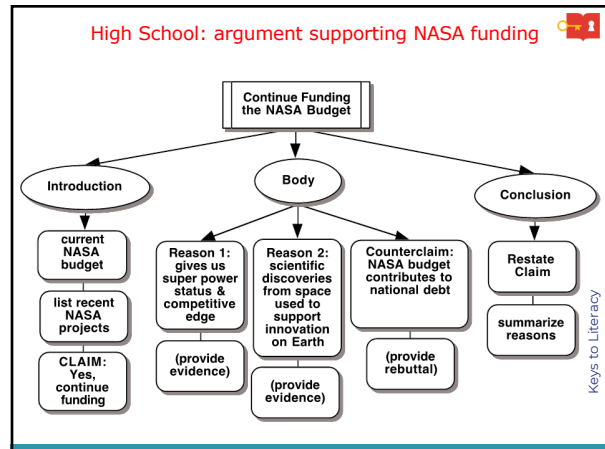 High School: argument supporting NASA funding
Continue Funding
the NASA Budget
Introduction
Body
Conclusion
current
NASA
budget
list recent
NASA
projects
CLAIM:
Yes,
continue
funding
Reason 1:
gives us
super power
status &
competitive
edge
(provide
evidence)
Reason 2:
scientific
discoveries
from space
used to
support
innovation
on Earth
(provide
evidence)
Counterclaim:
NASA budget
contributes to
national debt
(provide
rebuttal)
Restate
Claim
summarize
reasons
Keys to Literacy